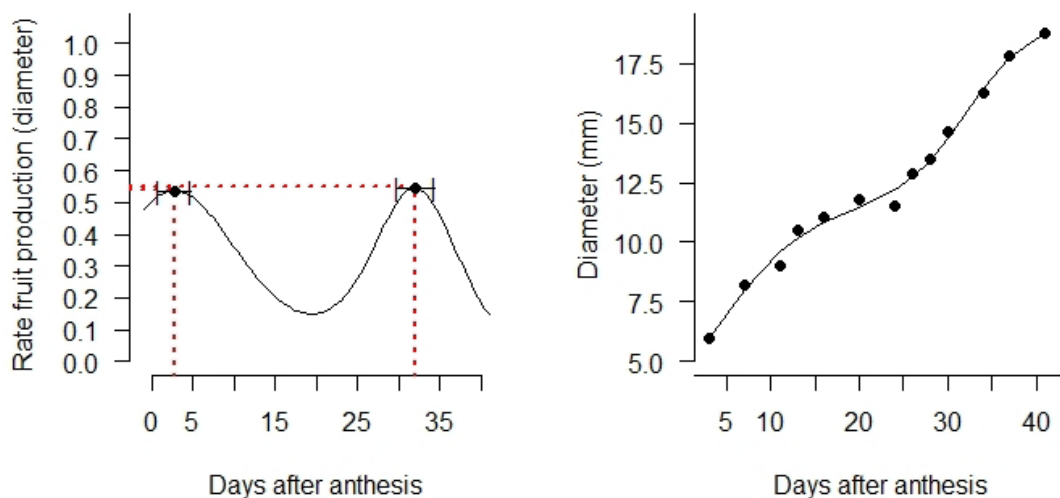 Rate fruit production (diameter)
1.0
0.9
0.8
0.7
0.6
0.5
0.4
0.3
0.2
0.1
0.0
0 5 15 25 35
Days after anthesis
Diameter (mm)
17.5
15.0
12.5
10.0
7.5
5.0
5 10 20 30 40
Days after anthesis